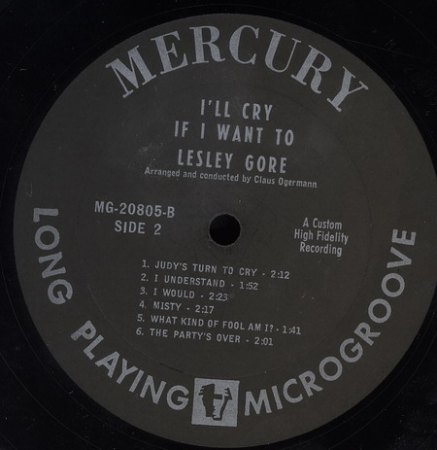 MERCURY
I'LL CRY
IF I WANT TO
LESLEY GORE
Arranged and conducted by Claus Ogermann
MG-20805-B
SIDE 2
A Custom
High Fidelity
Recording
1. JUDY'S TURN TO CRY - 2:12
2. I UNDERSTAND - 1:52
3. I WOULD - 2:23
4. MISTY - 2:17
5. WHAT KIND OF FOOL AM I? - 1:41
6. THE PARTY'S OVER - 2:01
LONG PLAYING MICROGROOVE